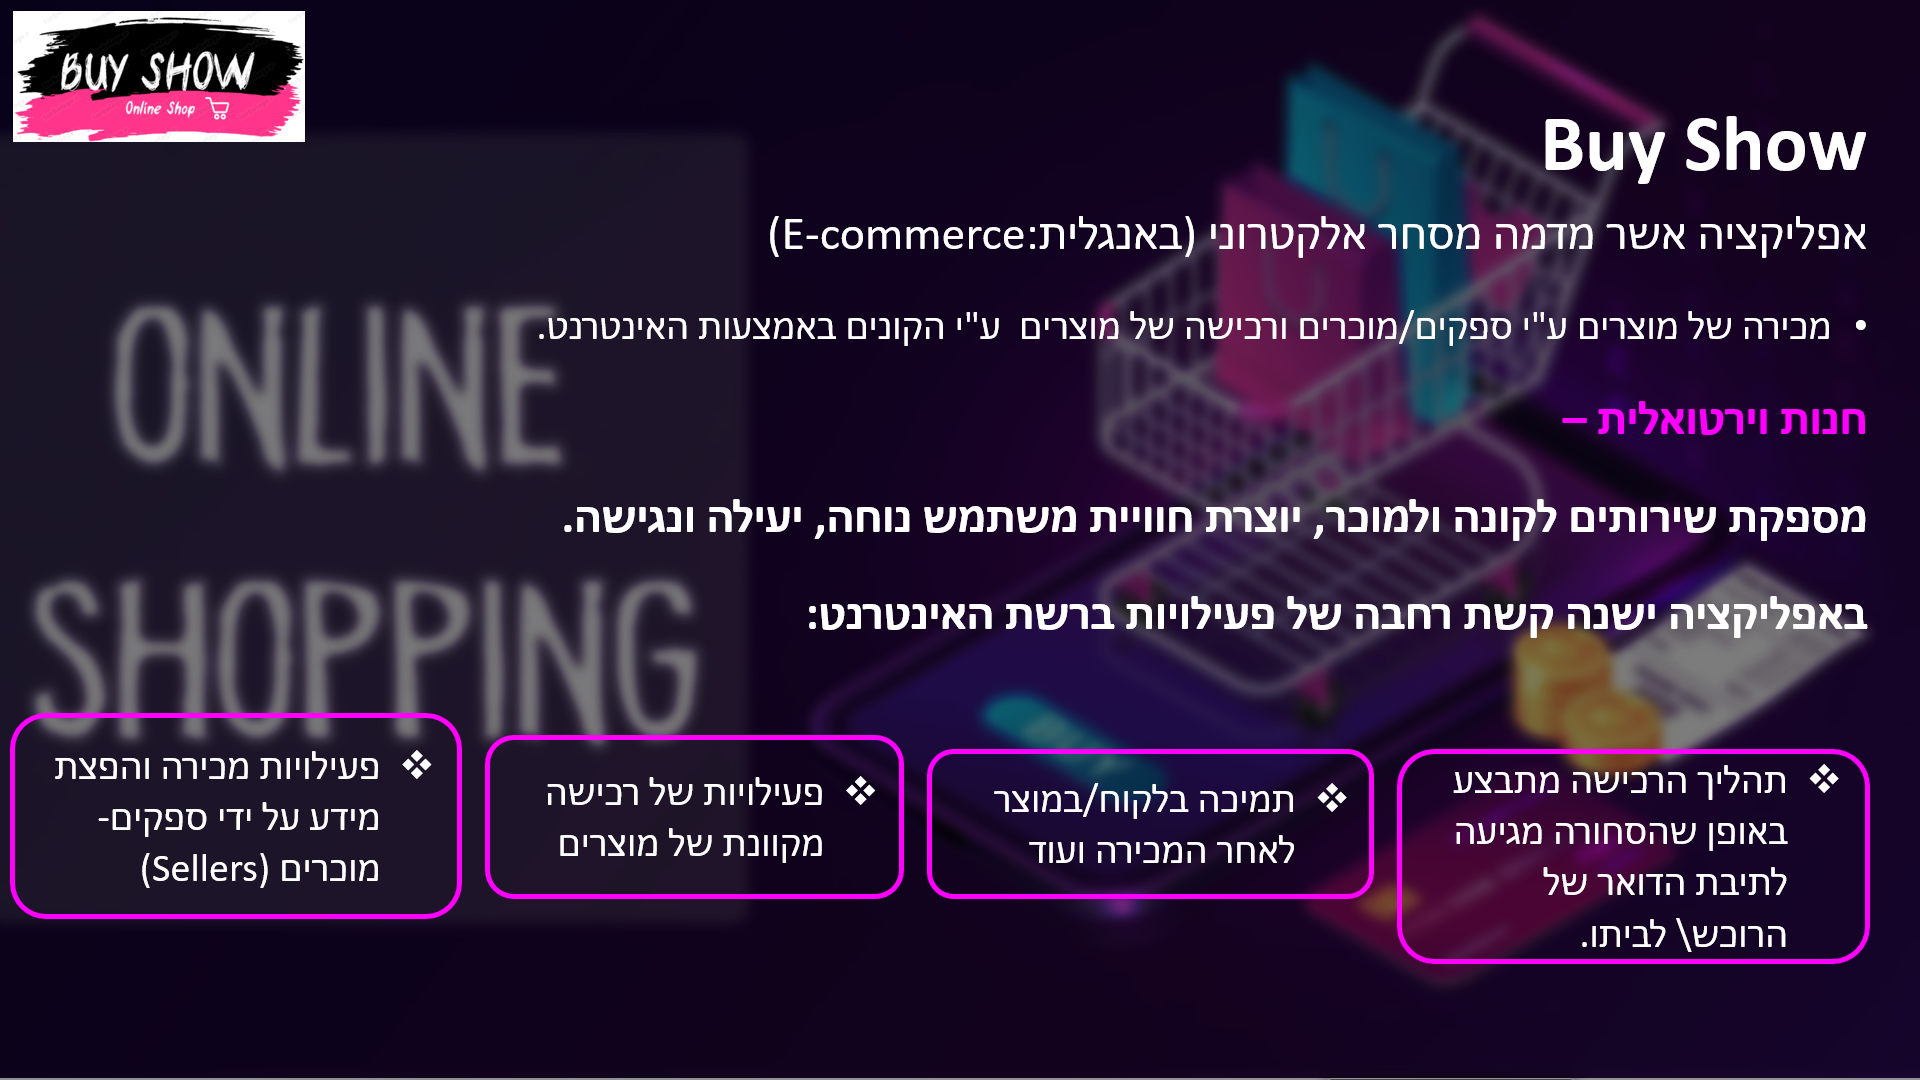 BUY SHOW
Online Shop
Buy Show
אפליקציה אשר מדמה מסחר אלקטרוני (באנגלית:E-commerce)
• מכירה של מוצרים ע"י ספקים/מוכרים ורכישה של מוצרים ע"י הקונים באמצעות האינטרנט.
חנות וירטואלית –
מספקת שירותים לקונה ולמוכר, יוצרת חוויית משתמש נוחה, יעילה ונגישה.
באפליקציה ישנה קשת רחבה של פעילויות ברשת האינטרנט:
❖ תהליך הרכישה מתבצע
באופן שהסחורה מגיעה
לתיבת הדואר של
הרוכש\ לביתו.
❖ תמיכה בלקוח/במוצר
לאחר המכירה ועוד
❖ פעילויות של רכישה
מקוונת של מוצרים
❖ פעילויות מכירה והפצת
מידע על ידי ספקים-
מוכרים (Sellers)
ONLINE
SHOPPING
BUY